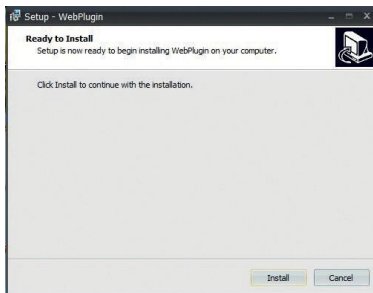 Setup - WebPlugin
Ready to Install
Setup is now ready to begin installing WebPlugin on your computer.
Click Install to continue with the installation.
Install
Cancel